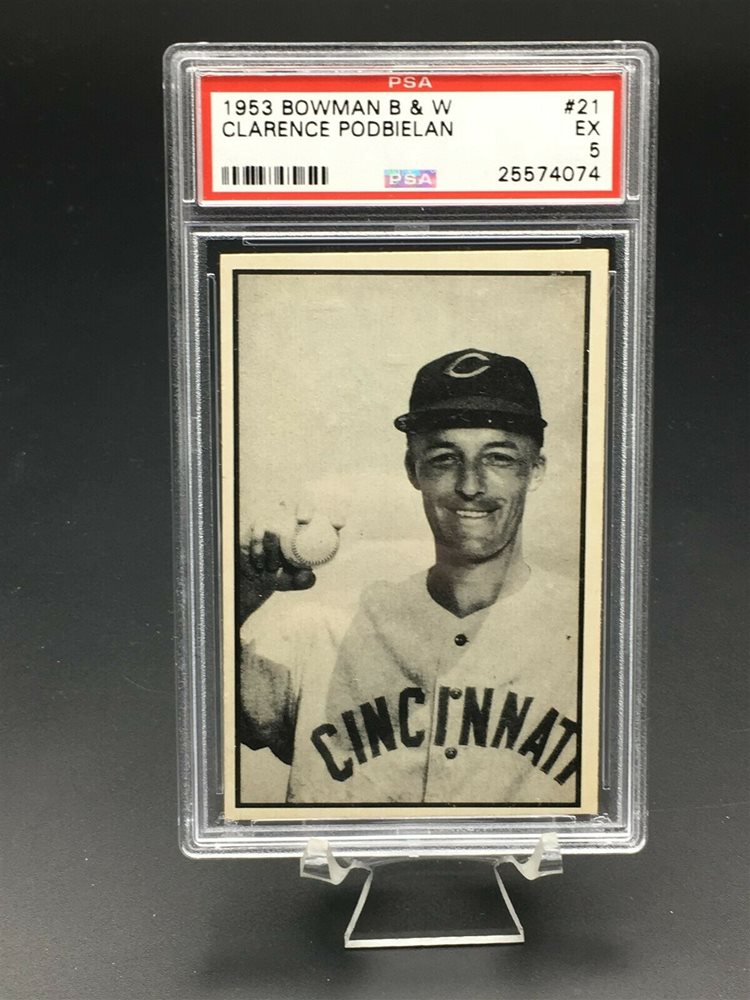 PSA
1953 BOWMAN B & W #21
CLARENCE PODBIELAN EX
5
PSA 25574074
C
CINCINNATI